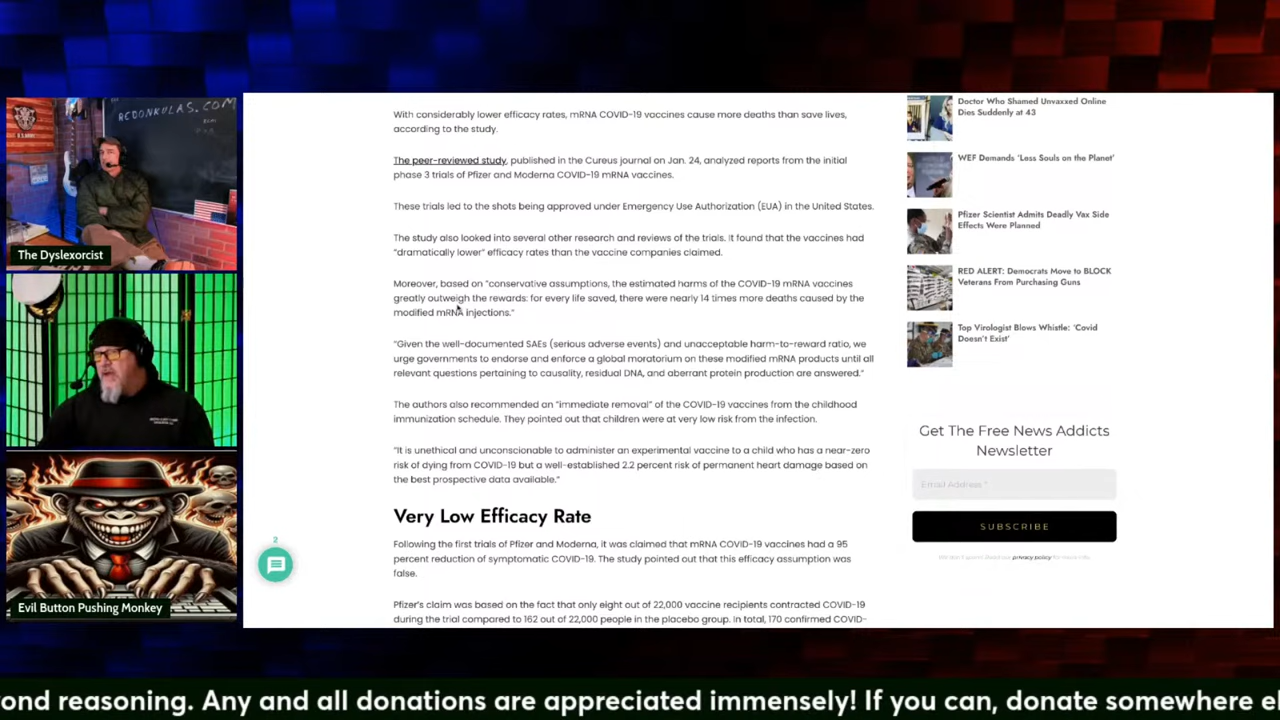 RCOONKULAS.COM
The Dyslexorcist
Evil Button Pushing Monkey
With considerably lower efficacy rates, mRNA COVID-19 vaccines cause more deaths than save lives,
according to the study.
The peer-reviewed study, published in the Cureus journal on Jan. 24, analyzed reports from the initial
phase 3 trials of Pfizer and Moderna COVID-19 mRNA vaccines.
These trials led to the shots being approved under Emergency Use Authorization (EUA) in the United States.
The study also looked into several other research and reviews of the trials. It found that the vaccines had
“dramatically lower” efficacy rates than the vaccine companies claimed.
Moreover, based on “conservative assumptions, the estimated harms of the COVID-19 mRNA vaccines
greatly outweigh the rewards: for every life saved, there were nearly 14 times more deaths caused by the
modified mRNA injections.”
“Given the well-documented SAEs (serious adverse events) and unacceptable harm-to-reward ratio, we
urge governments to endorse and enforce a global moratorium on these modified mRNA products until all
relevant questions pertaining to causality, residual DNA, and aberrant protein production are answered.”
The authors also recommended an “immediate removal” of the COVID-19 vaccines from the childhood
immunization schedule. They pointed out that children were at very low risk from the infection.
“It is unethical and unconscionable to administer an experimental vaccine to a child who has a near-zero
risk of dying from COVID-19 but a well-established 2.2 percent risk of permanent heart damage based on
the best prospective data available.”
Very Low Efficacy Rate
Following the first trials of Pfizer and Moderna, it was claimed that mRNA COVID-19 vaccines had a 95
percent reduction of symptomatic COVID-19. The study pointed out that this efficacy assumption was
false.
Pfizer’s claim was based on the fact that only eight out of 22,000 vaccine recipients contracted COVID-19
during the trial compared to 162 out of 22,000 people in the placebo group. In total, 170 confirmed COVID-
2
Doctor Who Shamed Unvaxxed Online
Dies Suddenly at 43
WEF Demands ‘Less Souls on the Planet’
Pfizer Scientist Admits Deadly Vax Side
Effects Were Planned
RED ALERT: Democrats Move to BLOCK
Veterans From Purchasing Guns
Top Virologist Blows Whistle: ‘Covid
Doesn’t Exist’
Get The Free News Addicts
Newsletter
Email Address *
SUBSCRIBE
We don’t spam! Read our privacy policy for more info.
yond reasoning. Any and all donations are appreciated immensely! If you can, donate somewhere el